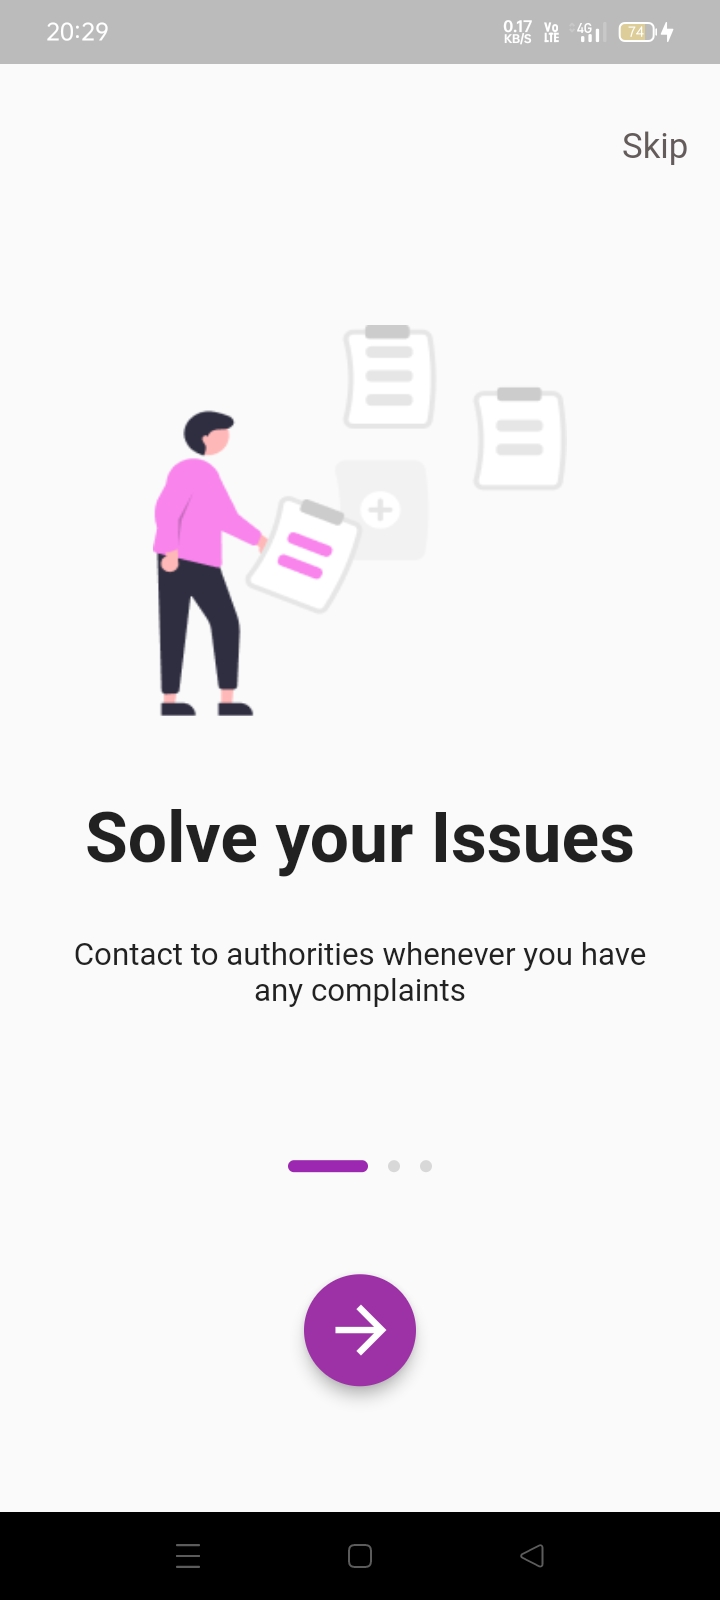 20:29
0.17
KB/S
Vo
LTE
4G
74
Skip
Solve your Issues
Contact to authorities whenever you have
any complaints